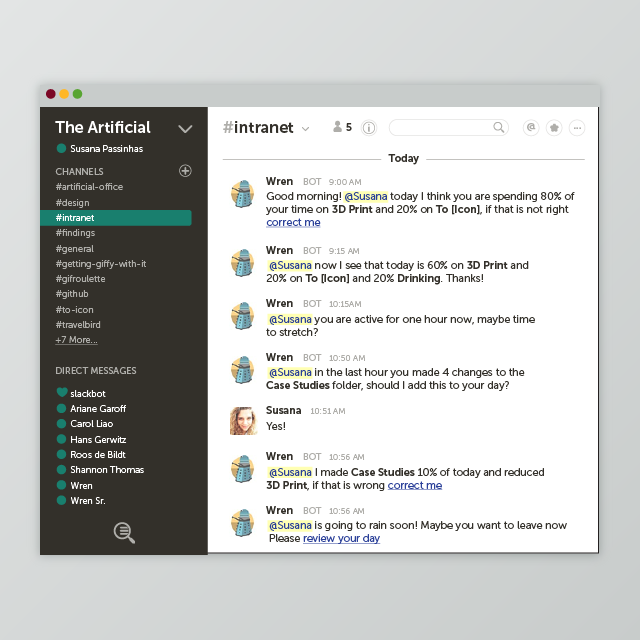 The Artificial
Susana Passinhas
CHANNELS
#artificial-office
#design
#intranet
#findings
#general
#getting-giffy-with-it
#gifroulette
#github
#to-icon
#travelbird
+7 More...
DIRECT MESSAGES
slackbot
Ariane Garoff
Carol Liao
Hans Gerwitz
Roos de Bildt
Shannon Thomas
Wren
Wren Sr.
#intranet
5
Today
Wren BOT 9:00 AM
Good morning! @Susana today I think you are spending 80% of
your time on 3D Print and 20% on To [Icon], if that is not right
correct me
Wren BOT 9:15 AM
@Susana now I see that today is 60% on 3D Print and
20% on To [Icon] and 20% Drinking. Thanks!
Wren BOT 10:15AM
@Susana you are active for one hour now, maybe time
to stretch?
Wren BOT 10:50 AM
@Susana in the last hour you made 4 changes to the
Case Studies folder, should I add this to your day?
Susana 10:51 AM
Yes!
Wren BOT 10:56 AM
@Susana I made Case Studies 10% of today and reduced
3D Print, if that is wrong correct me
Wren BOT 10:56 AM
@Susana is going to rain soon! Maybe you want to leave now
Please review your day